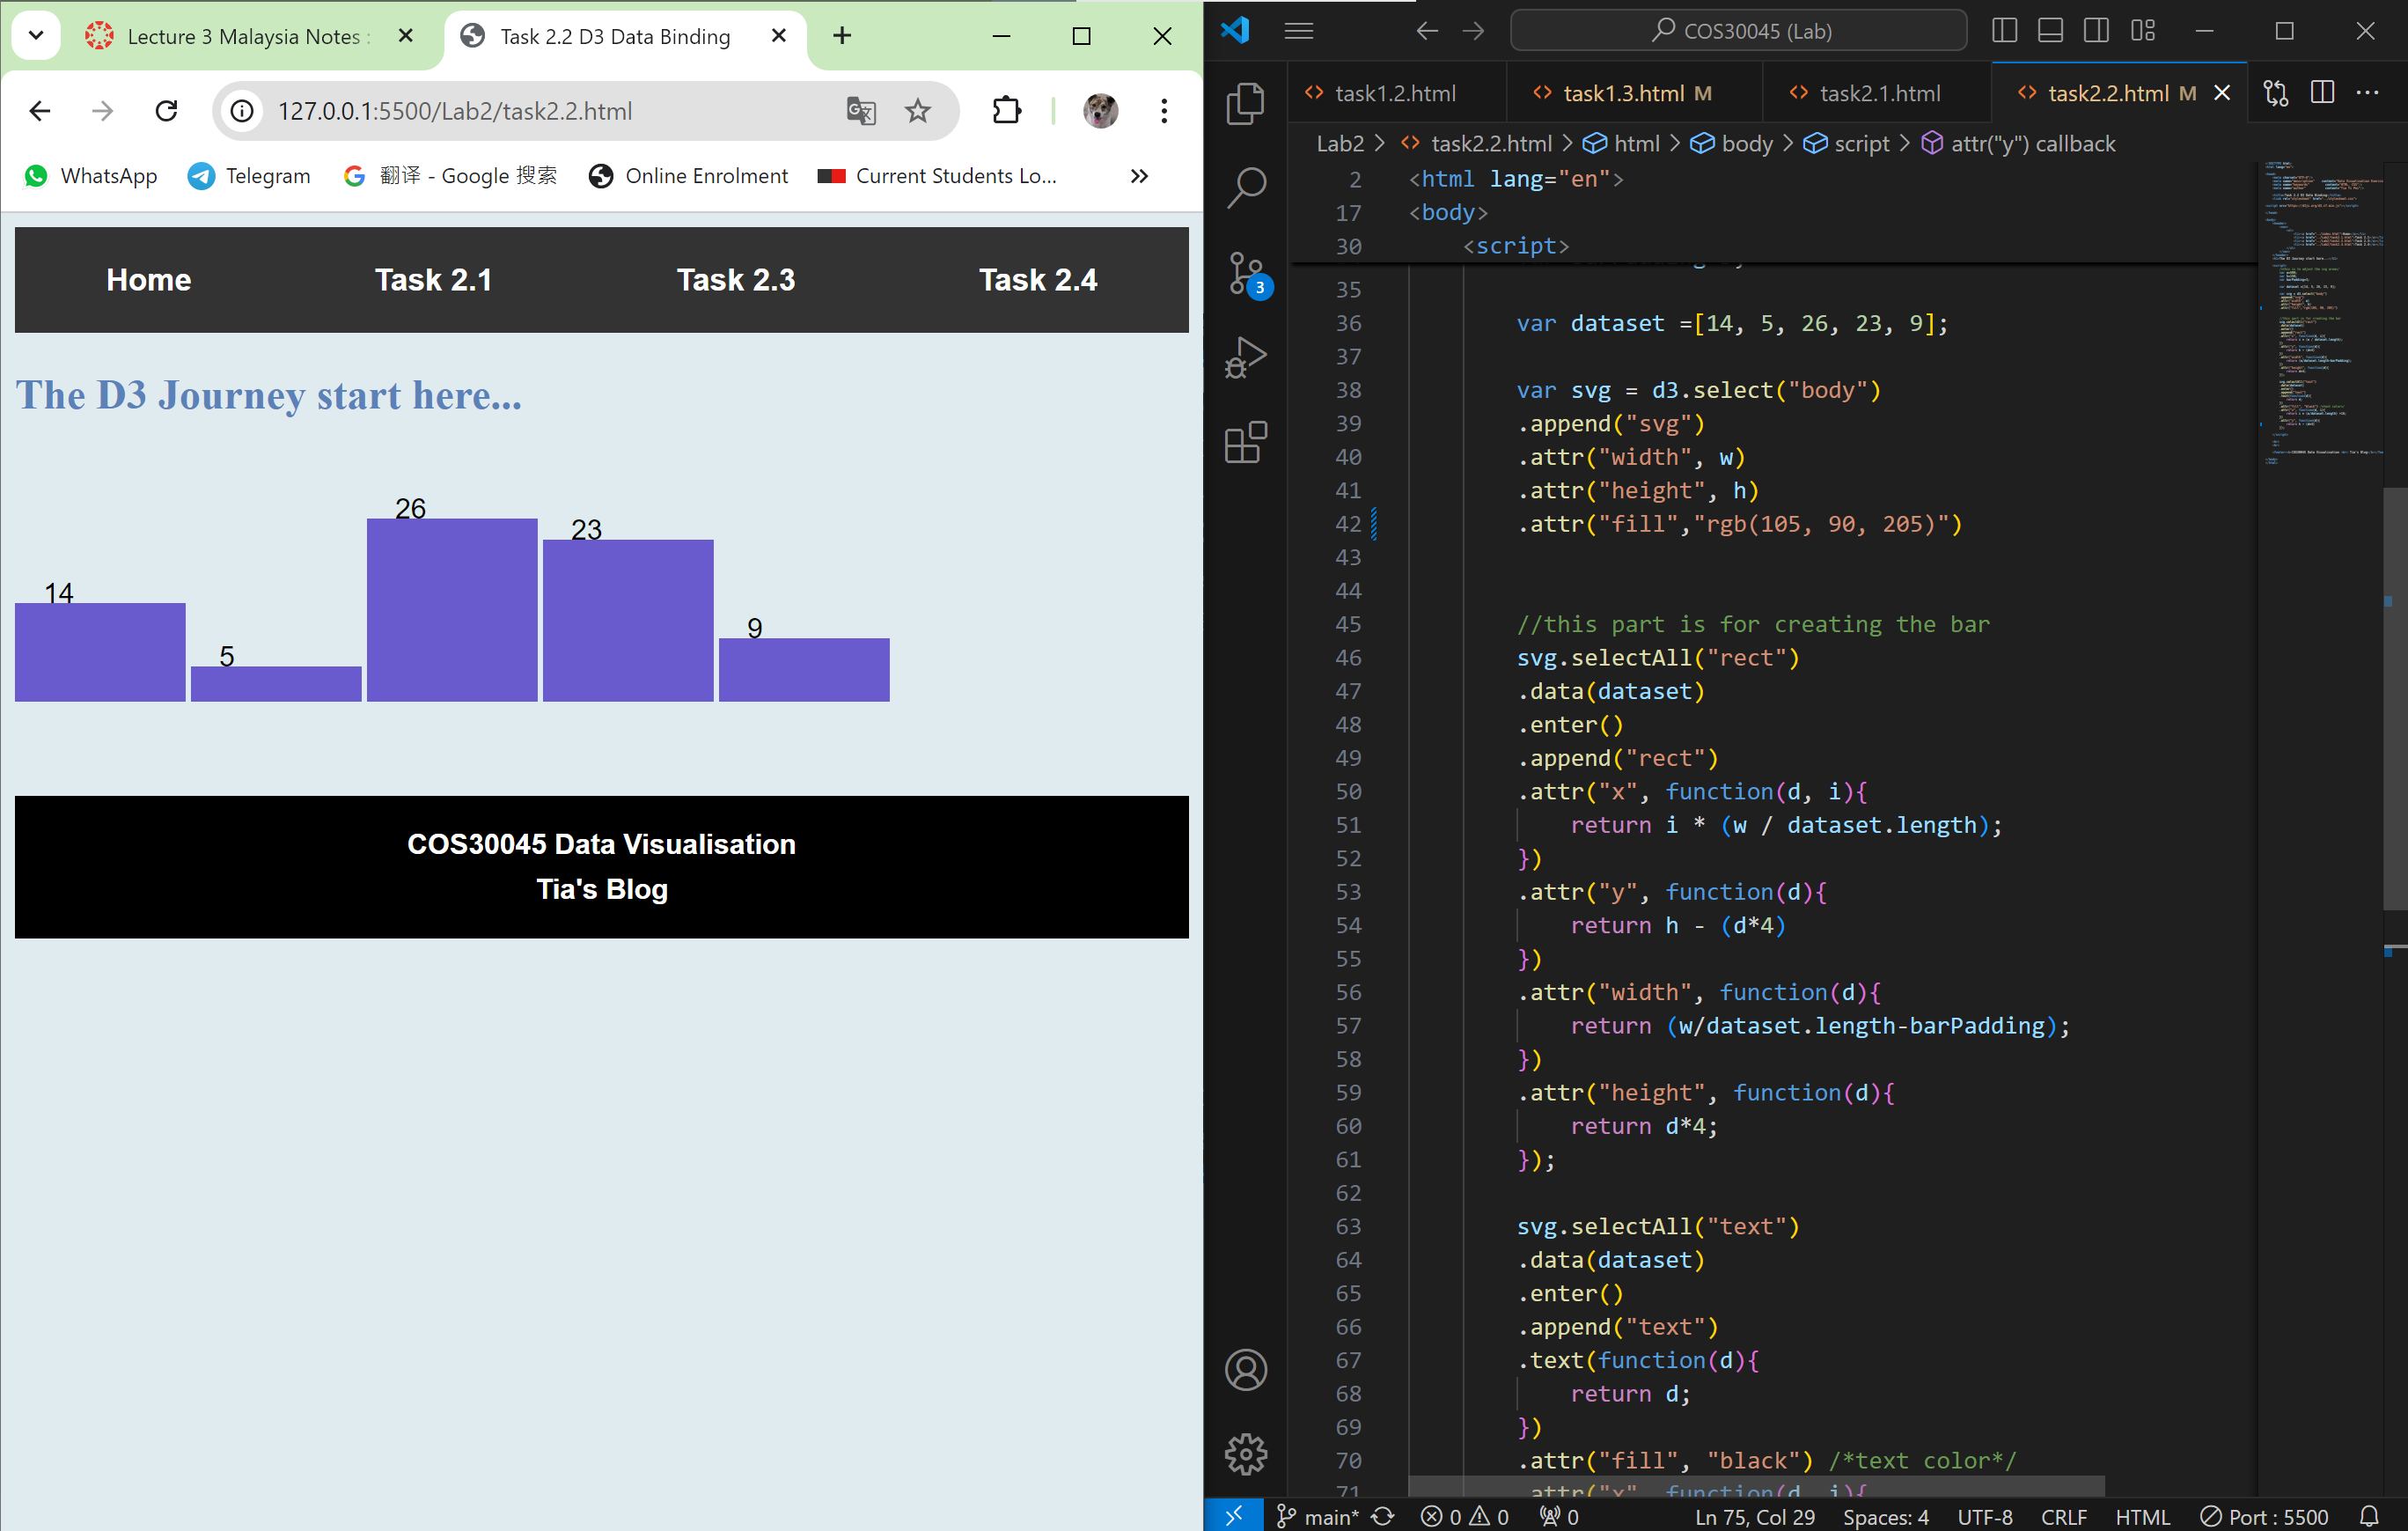 Lecture 3 Malaysia Notes :
Task 2.2 D3 Data Binding
127.0.0.1:5500/Lab2/task2.2.html
WhatsApp
Telegram
翻译 - Google 搜索
Online Enrolment
Current Students Lo...
Home
Task 2.1
Task 2.3
Task 2.4
The D3 Journey start here...
14
5
26
23
9
COS30045 Data Visualisation
Tia's Blog
COS30045 (Lab)
task1.2.html
task1.3.html M
task2.1.html
task2.2.html M
Lab2 > task2.2.html > html > body > script > attr("y") callback
3
2 <html lang="en">
17 <body>
30 <script>
35
36 var dataset =[14, 5, 26, 23, 9];
37
38 var svg = d3.select("body")
39 .append("svg")
40 .attr("width", w)
41 .attr("height", h)
42 .attr("fill","rgb(105, 90, 205)")
43
44
45 //this part is for creating the bar
46 svg.selectAll("rect")
47 .data(dataset)
48 .enter()
49 .append("rect")
50 .attr("x", function(d, i){
51 return i * (w / dataset.length);
52 })
53 .attr("y", function(d){
54 return h - (d*4)
55 })
56 .attr("width", function(d){
57 return (w/dataset.length-barPadding);
58 })
59 .attr("height", function(d){
60 return d*4;
61 });
62
63 svg.selectAll("text")
64 .data(dataset)
65 .enter()
66 .append("text")
67 .text(function(d){
68 return d;
69 })
70 .attr("fill", "black") /*text color*/
71 .attr("x", function(d, i){
main*
0
0
0
Ln 75, Col 29
Spaces: 4
UTF-8
CRLF
HTML
Port : 5500